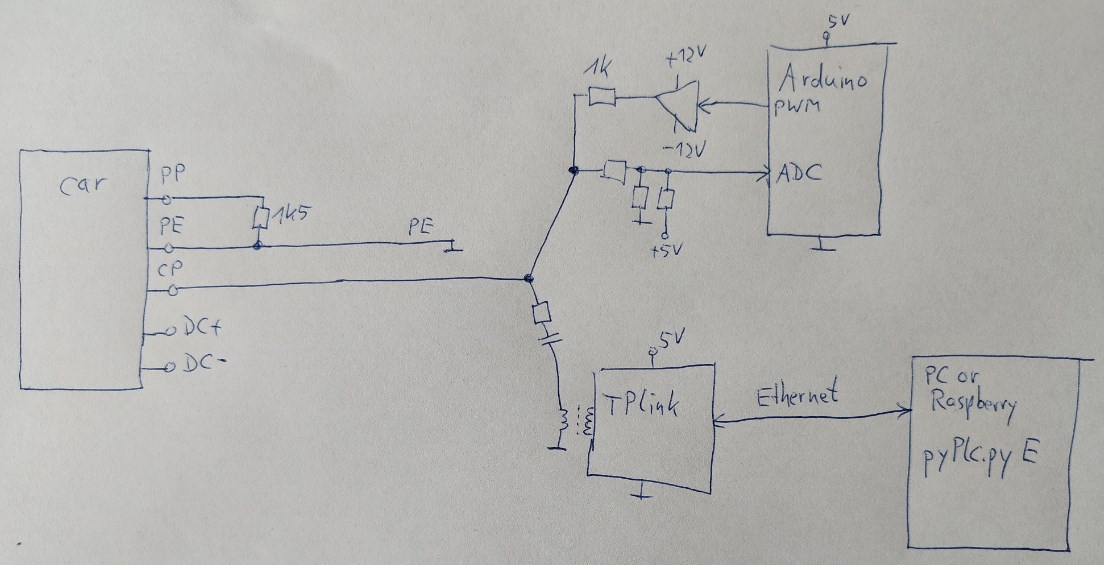 5V
+12V
1k
Arduino
PWM
-12V
ADC
+5V
car
PP
1k5
PE
PE
CP
DC+
DC-
5V
TPlink
Ethernet
PC or
Raspberry
pyPlc.py E